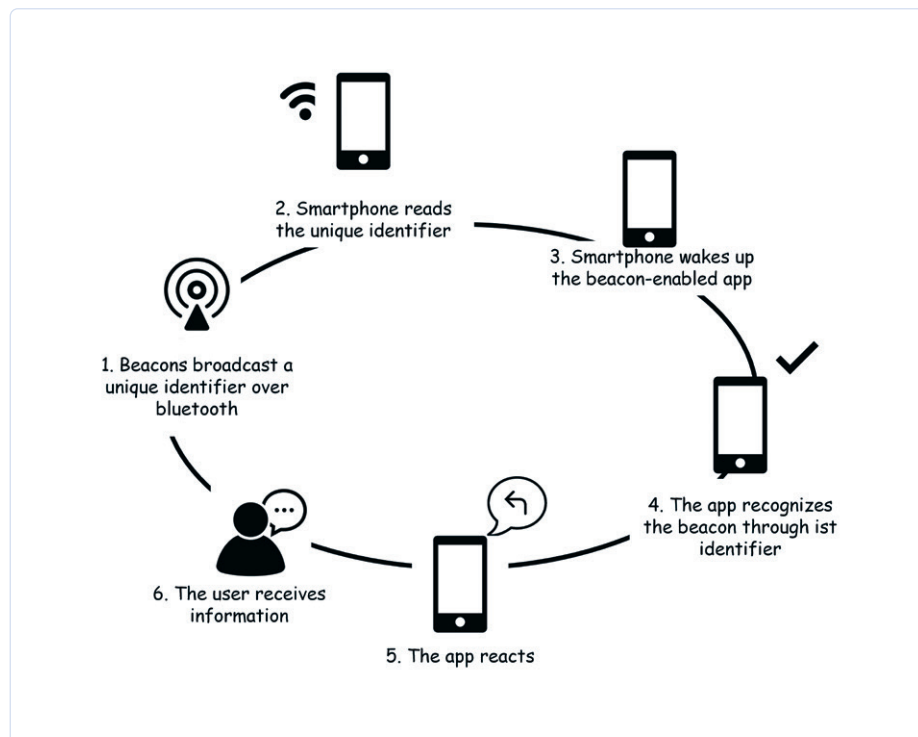 2. Smartphone reads
the unique identifier
3. Smartphone wakes up
the beacon-enabled app
1. Beacons broadcast a
unique identifier over
bluetooth
4. The app recognizes
the beacon through ist
identifier
6. The user receives
information
5. The app reacts